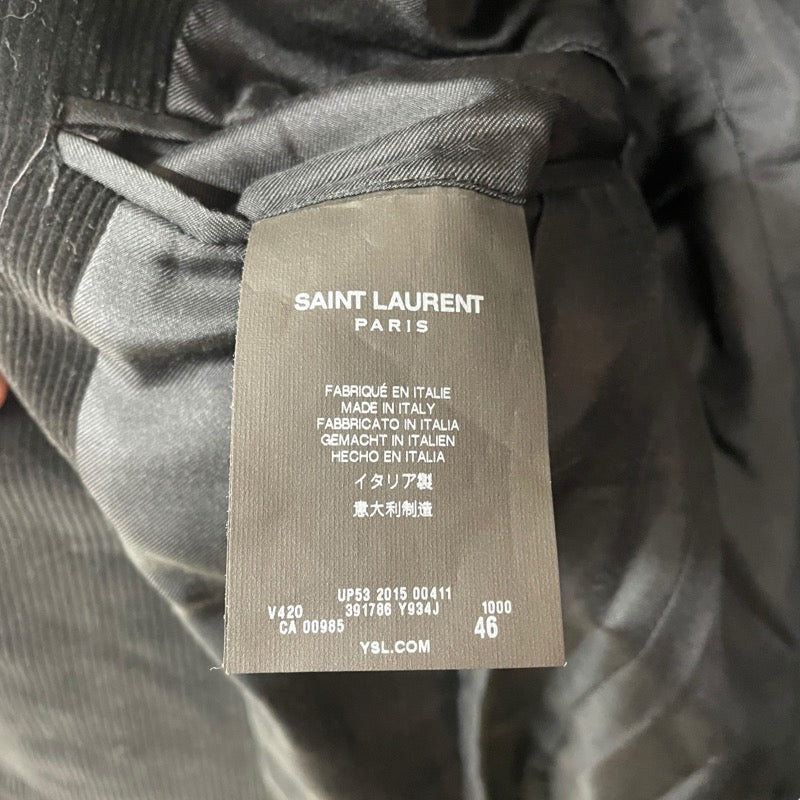 SAINT LAURENT
PARIS
FABRIQUÉ EN ITALIE
MADE IN ITALY
FABBRICATO IN ITALIA
GEMACHT IN ITALIEN
HECHO EN ITALIA
イタリア製
意大利制造
UP53 2015 00411
V420 391786 Y934J 1000
CA 00985 46
YSL.COM